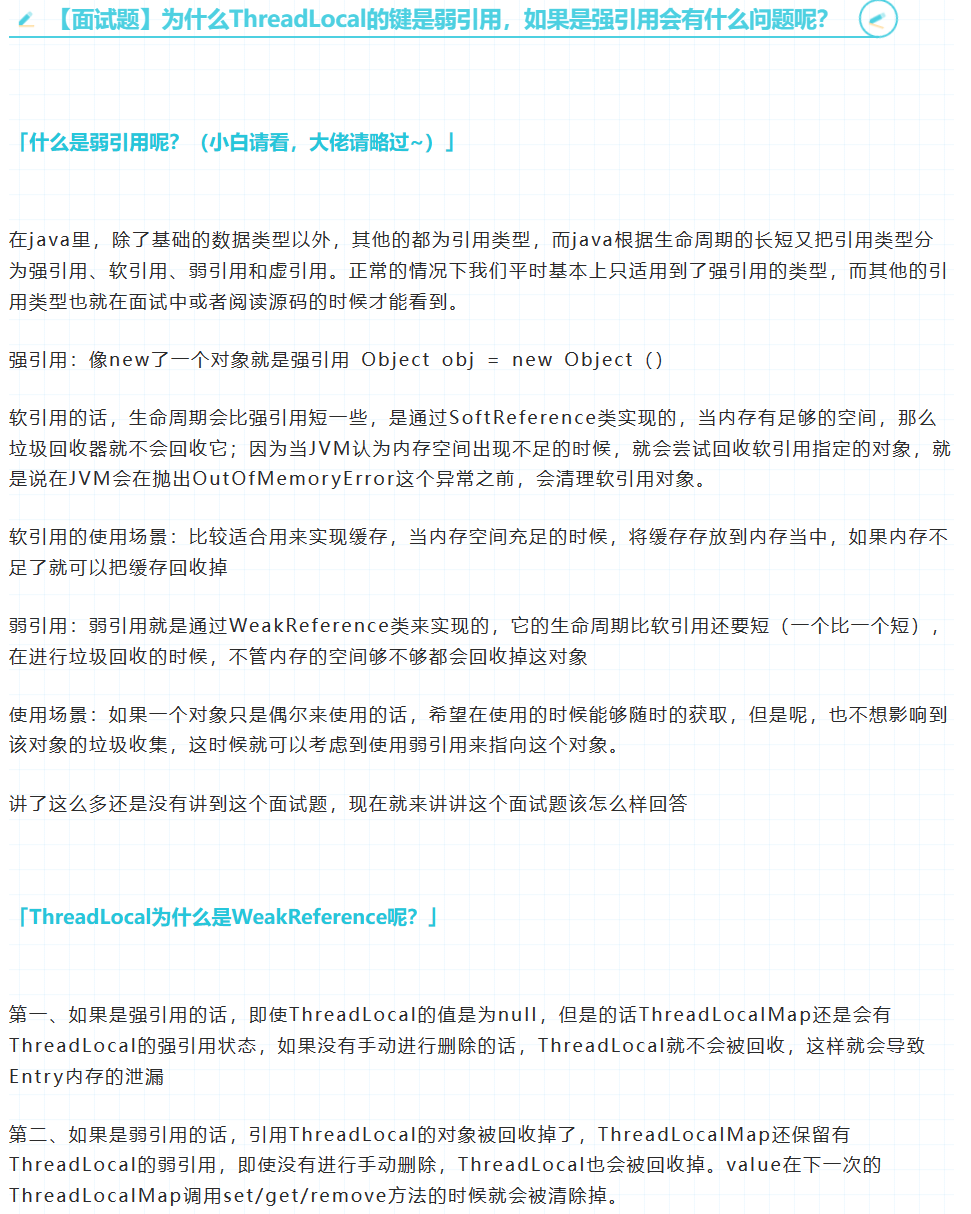 【面试题】为什么ThreadLocal的键是弱引用，如果是强引用会有什么问题呢？
「什么是弱引用呢？（小白请看，大佬请略过~）」
在java里，除了基础的数据类型以外，其他的都为引用类型，而java根据生命周期的长短又把引用类型分
为强引用、软引用、弱引用和虚引用。正常的情况下我们平时基本上只适用到了强引用的类型，而其他的引
用类型也就在面试中或者阅读源码的时候才能看到。
强引用：像new了一个对象就是强引用 Object obj = new Object（）
软引用的话，生命周期会比强引用短一些，是通过SoftReference类实现的，当内存有足够的空间，那么
垃圾回收器就不会回收它；因为当JVM认为内存空间出现不足的时候，就会尝试回收软引用指定的对象，就
是说在JVM会在抛出OutOfMemoryError这个异常之前，会清理软引用对象。
软引用的使用场景：比较适合用来实现缓存，当内存空间充足的时候，将缓存存放到内存当中，如果内存不
足了就可以把缓存回收掉
弱引用：弱引用就是通过WeakReference类来实现的，它的生命周期比软引用还要短（一个比一个短），
在进行垃圾回收的时候，不管内存的空间够不够都会回收掉这对象
使用场景：如果一个对象只是偶尔来使用的话，希望在使用的时候能够随时的获取，但是呢，也不想影响到
该对象的垃圾收集，这时候就可以考虑到使用弱引用来指向这个对象。
讲了这么多还是没有讲到这个面试题，现在就来讲讲这个面试题该怎么样回答
「ThreadLocal为什么是WeakReference呢？」
第一、如果是强引用的话，即使ThreadLocal的值是为null，但是的话ThreadLocalMap还是会有
ThreadLocal的强引用状态，如果没有手动进行删除的话，ThreadLocal就不会被回收，这样就会导致
Entry内存的泄漏
第二、如果是弱引用的话，引用ThreadLocal的对象被回收掉了，ThreadLocalMap还保留有
ThreadLocal的弱引用，即使没有进行手动删除，ThreadLocal也会被回收掉。value在下一次的
ThreadLocalMap调用set/get/remove方法的时候就会被清除掉。